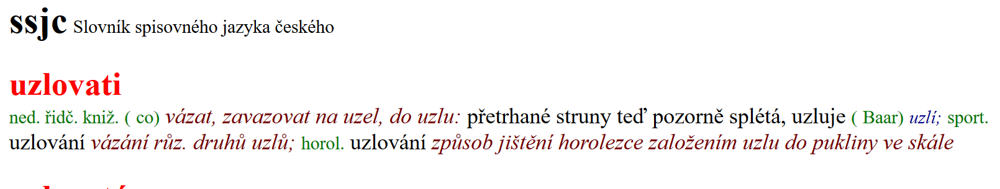 ssjc Slovník spisovného jazyka českého
uzlovati
ned. řidč. kniž. ( co) vázat, zavazovat na uzel, do uzlu: přetrhané struny teď pozorně splétá, uzluje ( Baar) uzlí; sport.
uzlování vázání růz. druhů uzlů; horol. uzlování způsob jištění horolezce založením uzlu do pukliny ve skále